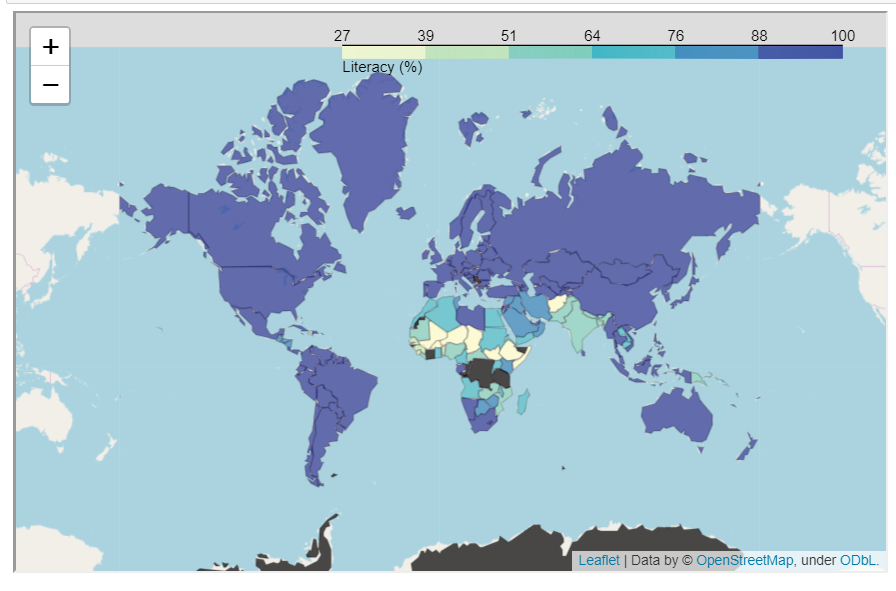 +
27 39 51 64 76 88 100
Literacy (%)
−
Leaflet | Data by © OpenStreetMap, under ODbL.